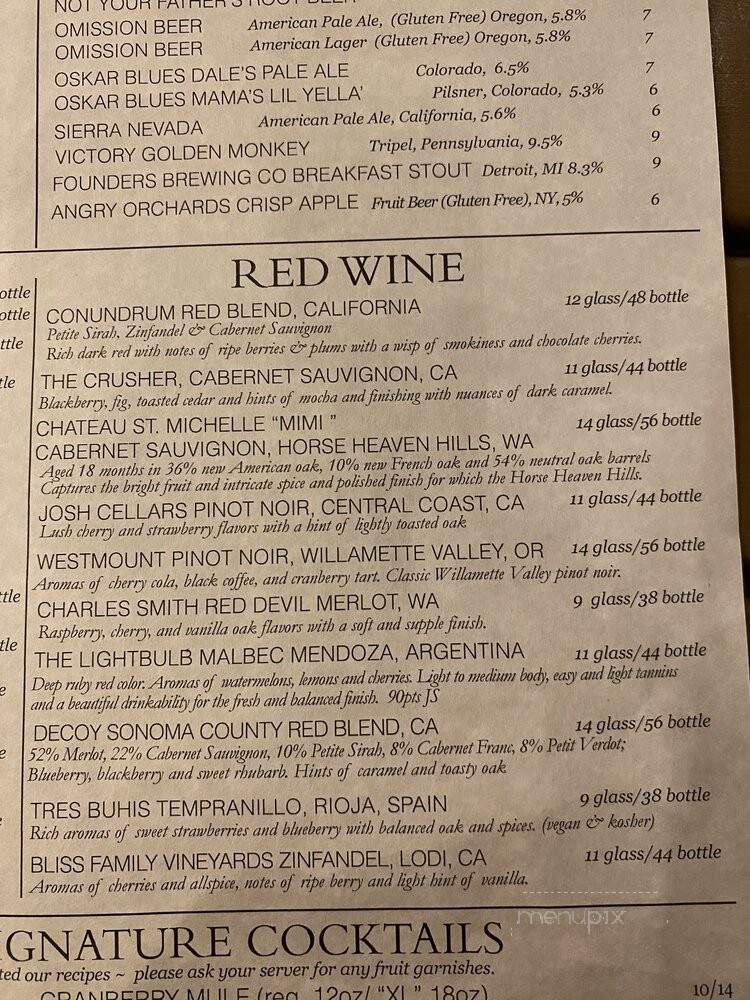 NOT YOUR FATHER'S ROOT BEER
OMISSION BEER American Pale Ale, (Gluten Free) Oregon, 5.8% 7
OMISSION BEER American Lager (Gluten Free) Oregon, 5.8% 7
OSKAR BLUES DALE'S PALE ALE Colorado, 6.5% 7
OSKAR BLUES MAMA'S LIL YELLA' Pilsner, Colorado, 5.3% 6
SIERRA NEVADA American Pale Ale, California, 5.6% 6
VICTORY GOLDEN MONKEY Tripel, Pennsylvania, 9.5% 9
FOUNDERS BREWING CO BREAKFAST STOUT Detroit, MI 8.3% 9
ANGRY ORCHARDS CRISP APPLE Fruit Beer (Gluten Free), NY, 5% 6
RED WINE
CONUNDRUM RED BLEND, CALIFORNIA 12 glass/48 bottle
Petite Sirah, Zinfandel & Cabernet Sauvignon
Rich dark red with notes of ripe berries & plums with a wisp of smokiness and chocolate cherries.
THE CRUSHER, CABERNET SAUVIGNON, CA 11 glass/44 bottle
Blackberry, fig, toasted cedar and hints of mocha and finishing with nuances of dark caramel.
CHATEAU ST. MICHELLE "MIMI " 14 glass/56 bottle
CABERNET SAUVIGNON, HORSE HEAVEN HILLS, WA
Aged 18 months in 36% new American oak, 10% new French oak and 54% neutral oak barrels
Captures the bright fruit and intricate spice and polished finish for which the Horse Heaven Hills.
JOSH CELLARS PINOT NOIR, CENTRAL COAST, CA 11 glass/44 bottle
Lush cherry and strawberry flavors with a hint of lightly toasted oak
WESTMOUNT PINOT NOIR, WILLAMETTE VALLEY, OR 14 glass/56 bottle
Aromas of cherry cola, black coffee, and cranberry tart. Classic Willamette Valley pinot noir.
CHARLES SMITH RED DEVIL MERLOT, WA 9 glass/38 bottle
Raspberry, cherry, and vanilla oak flavors with a soft and supple finish.
THE LIGHTBULB MALBEC MENDOZA, ARGENTINA 11 glass/44 bottle
Deep ruby red color. Aromas of watermelons, lemons and cherries. Light to medium body, easy and light tannins
and a beautiful drinkability for the fresh and balanced finish. 90pts JS
DECOY SONOMA COUNTY RED BLEND, CA 14 glass/56 bottle
52% Merlot, 22% Cabernet Sauvignon, 10% Petite Sirah, 8% Cabernet Franc, 8% Petit Verdot;
Blueberry, blackberry and sweet rhubarb. Hints of caramel and toasty oak
TRES BUHIS TEMPRANILLO, RIOJA, SPAIN 9 glass/38 bottle
Rich aromas of sweet strawberries and blueberry with balanced oak and spices. (vegan & kosher)
BLISS FAMILY VINEYARDS ZINFANDEL, LODI, CA 11 glass/44 bottle
Aromas of cherries and allspice, notes of ripe berry and light hint of vanilla.
menupix
IGNATURE COCKTAILS
ted our recipes ~ please ask your server for any fruit garnishes.
CRANBERRY MULE (reg. 12oz/ "XL" 18oz) 10/14
ottle
ottle
ttle
tle
ttle
tle
e
e